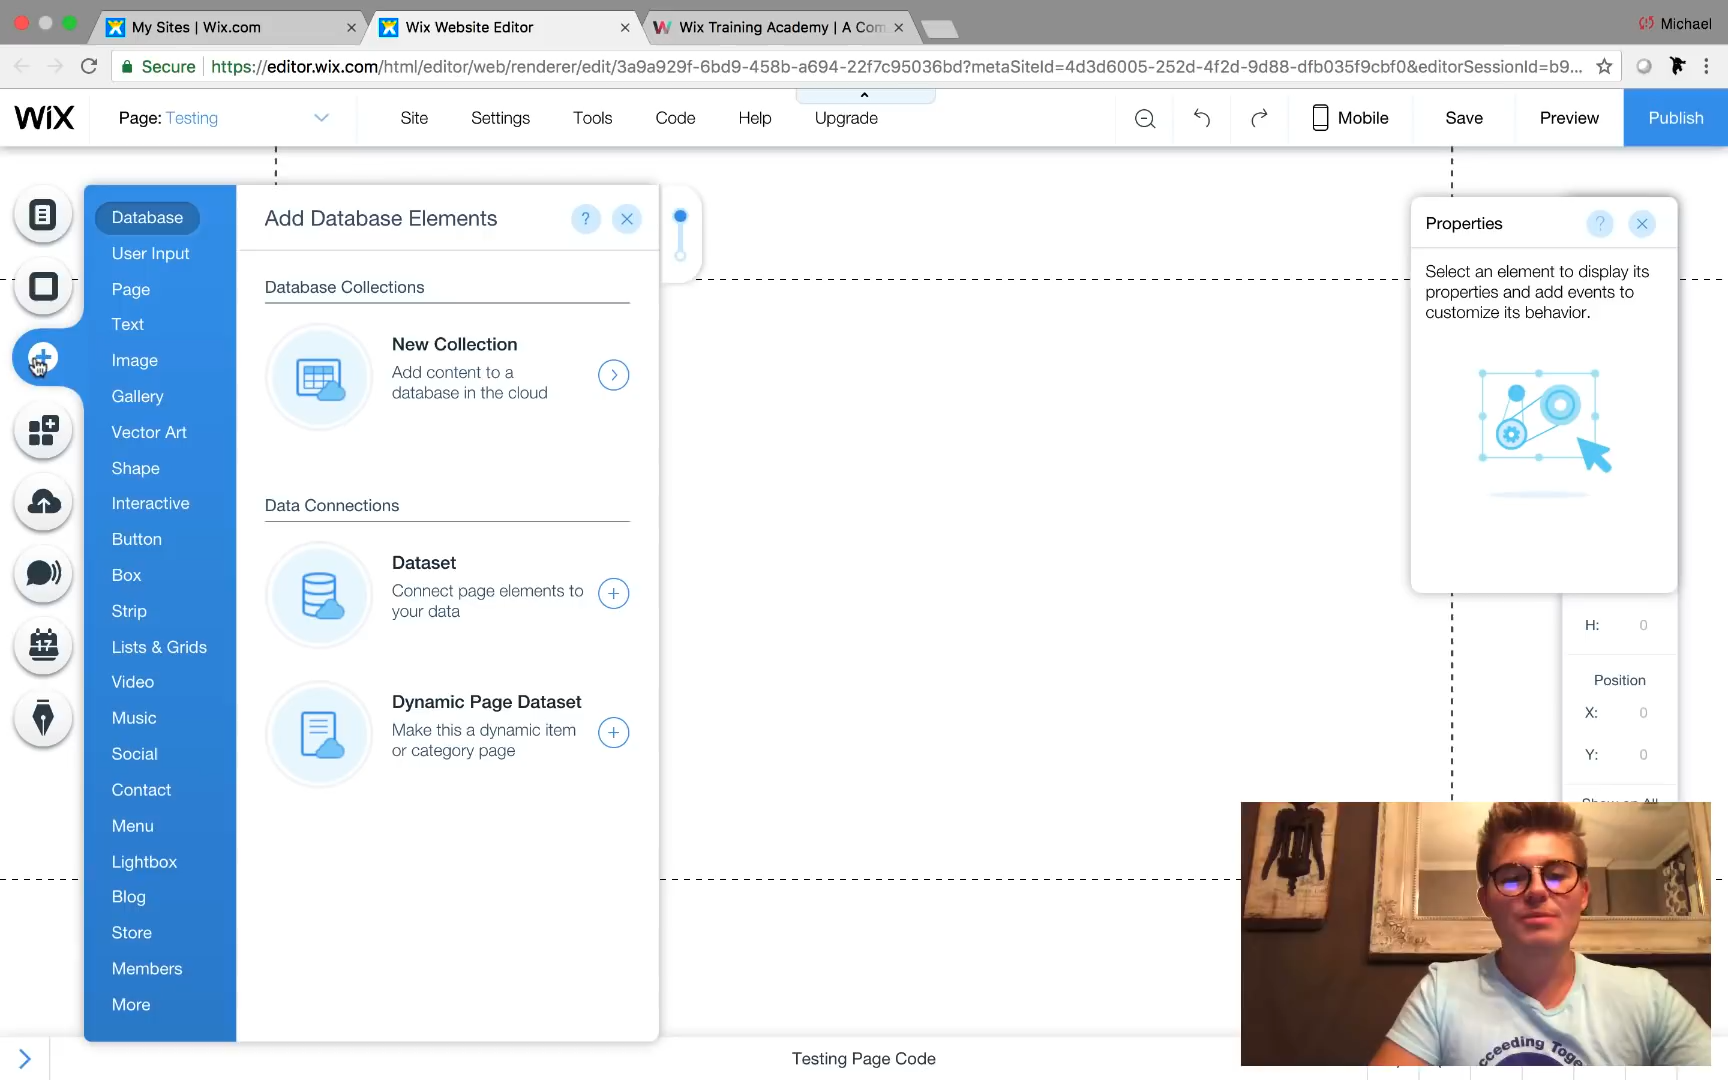 My Sites | Wix.com
Wix Website Editor
Wix Training Academy | A Com
Michael
Secure
https://editor.wix.com/html/editor/web/renderer/edit/3a9a929f-6bd9-458b-a694-22f7c95036bd?metaSiteId=4d3d6005-252d-4f2d-9d88-dfb035f9cbf0&editorSessionId=b9...
WiX
Page: Testing
Site
Settings
Tools
Code
Help
Upgrade
Mobile
Save
Preview
Publish
Database
User Input
Page
Text
Image
Gallery
Vector Art
Shape
Interactive
Button
Box
Strip
Lists & Grids
Video
Music
Social
Contact
Menu
Lightbox
Blog
Store
Members
More
17
Add Database Elements
?
Database Collections
New Collection
Add content to a
database in the cloud
Data Connections
Dataset
Connect page elements to
your data
Dynamic Page Dataset
Make this a dynamic item
or category page
Properties
?
Select an element to display its
properties and add events to
customize its behavior.
H: 0
Position
X: 0
Y: 0
Show on All
Testing Page Code